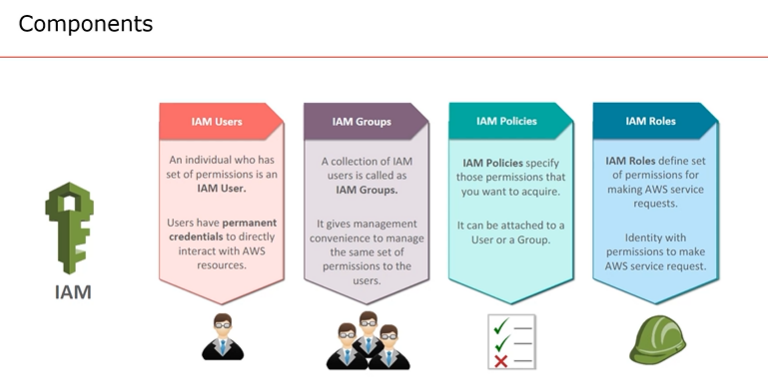 Components
IAM
IAM Users
An individual who has
set of permissions is an
IAM User.
Users have permanent
credentials to directly
interact with AWS
resources.
IAM Groups
A collection of IAM
users is called as
IAM Groups.
It gives management
convenience to manage
the same set of
permissions to the
users.
IAM Policies
IAM Policies specify
those permissions that
you want to acquire.
It can be attached to a
User or a Group.
IAM Roles
IAM Roles define set
of permissions for
making AWS service
requests.
Identity with
permissions to make
AWS service request.